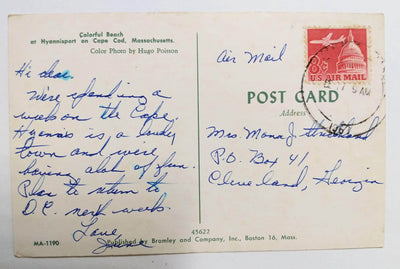 Colorful Beach
at Hyannisport on Cape Cod, Massachusetts.
Color Photo by Hugo Poisson
Hi dear,
We're spending a
week on the Cape.
Hyannis is a lovely
town and we're
having alot of fun.
Plan to return to
D.C. next week.
Love,
MA-1190
Published by Bromley and Company, Inc., Boston 16, Mass.
45622
Air Mail
8¢
U.S. AIR MAIL
AM
POST CARD
Address
Mrs. Mona J.
P.O. Box 41
Cleveland, Georgia